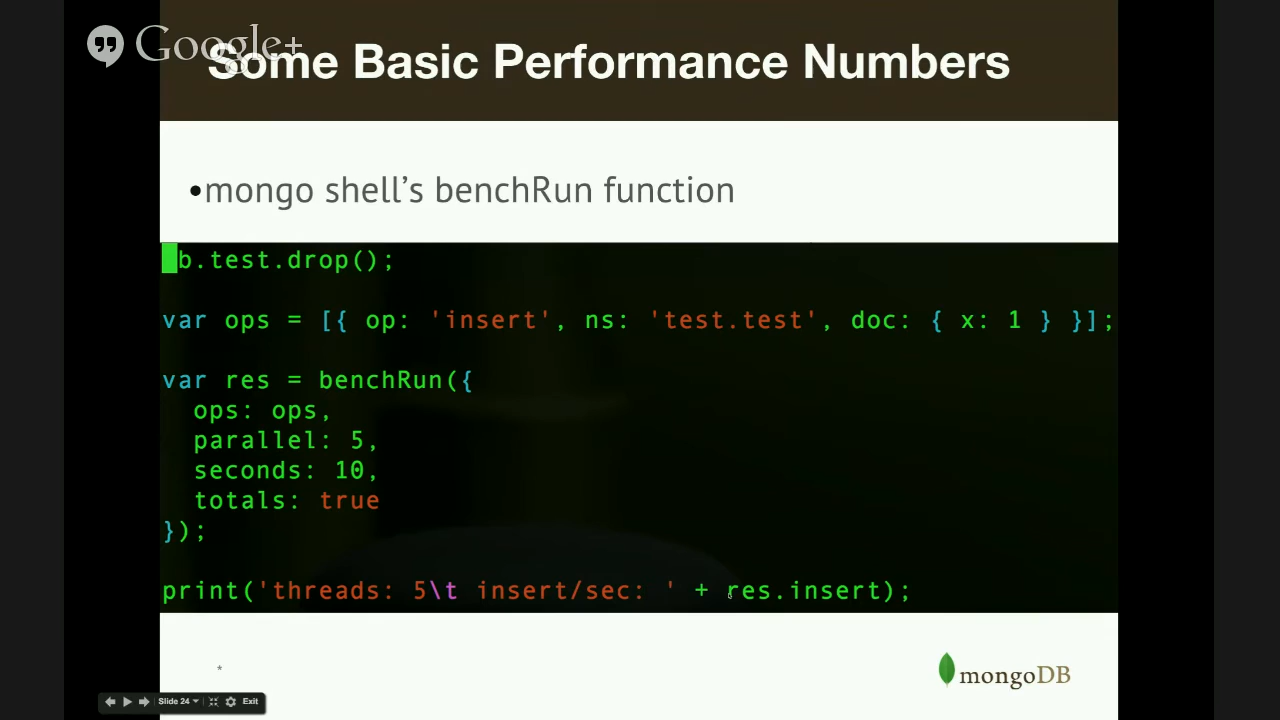 Google+
Some Basic Performance Numbers
•mongo shell’s benchRun function
b.test.drop();
var ops = [{ op: 'insert', ns: 'test.test', doc: { x: 1 } }];
var res = benchRun({
ops: ops,
parallel: 5,
seconds: 10,
totals: true
});
print('threads: 5\t insert/sec: ' + res.insert);
*
mongoDB
Slide 24
Exit